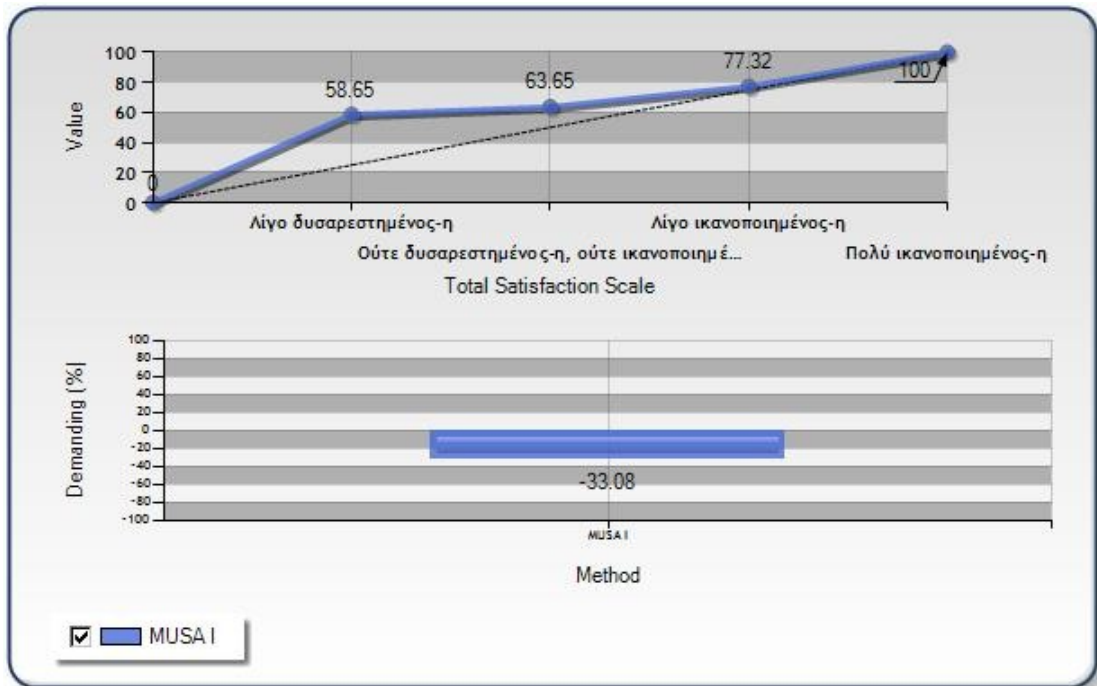 100
80
60
40
20
0
Value
0
58.65
63.65
77.32
100
Λίγο δυσαρεστημένος-η
Λίγο ικανοποιημένος-η
Ούτε δυσαρεστημένος-η, ούτε ικανοποιημέ...
Πολύ ικανοποιημένος-η
Total Satisfaction Scale
100
80
60
40
20
0
-20
-40
-60
-80
-100
Demanding (%)
-33.08
MUSA I
Method
MUSA I